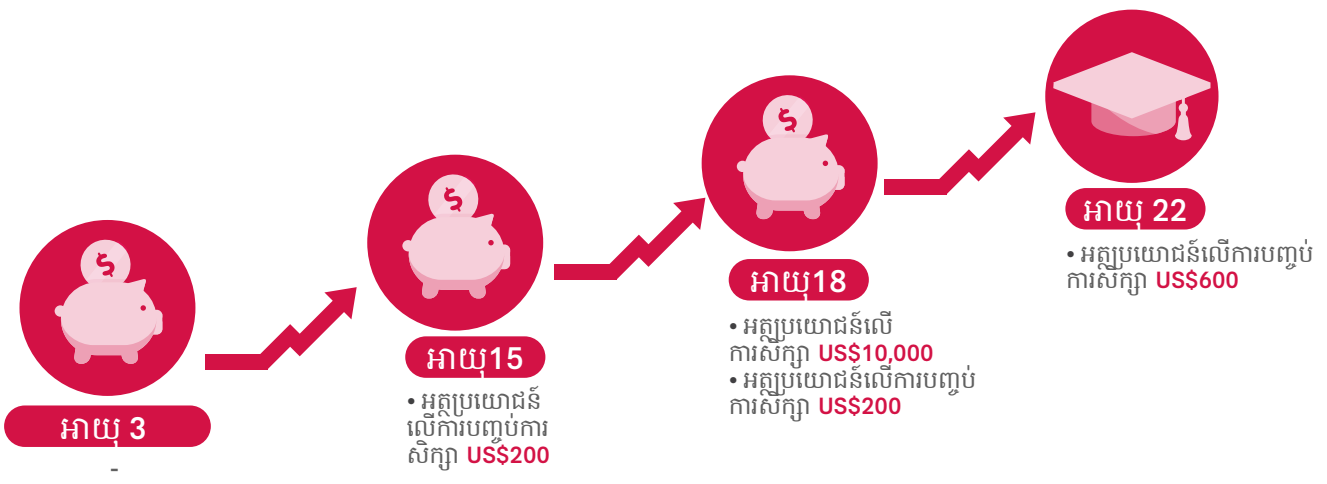 អាយុ 3
-
អាយុ15
• អត្ថប្រយោជន៍
លើការបញ្ចប់ការ
សិក្សា US$200
អាយុ18
• អត្ថប្រយោជន៍លើ
ការសិក្សា US$10,000
• អត្ថប្រយោជន៍លើការបញ្ចប់
ការសិក្សា US$200
អាយុ 22
• អត្ថប្រយោជន៍លើការបញ្ចប់
ការសិក្សា US$600